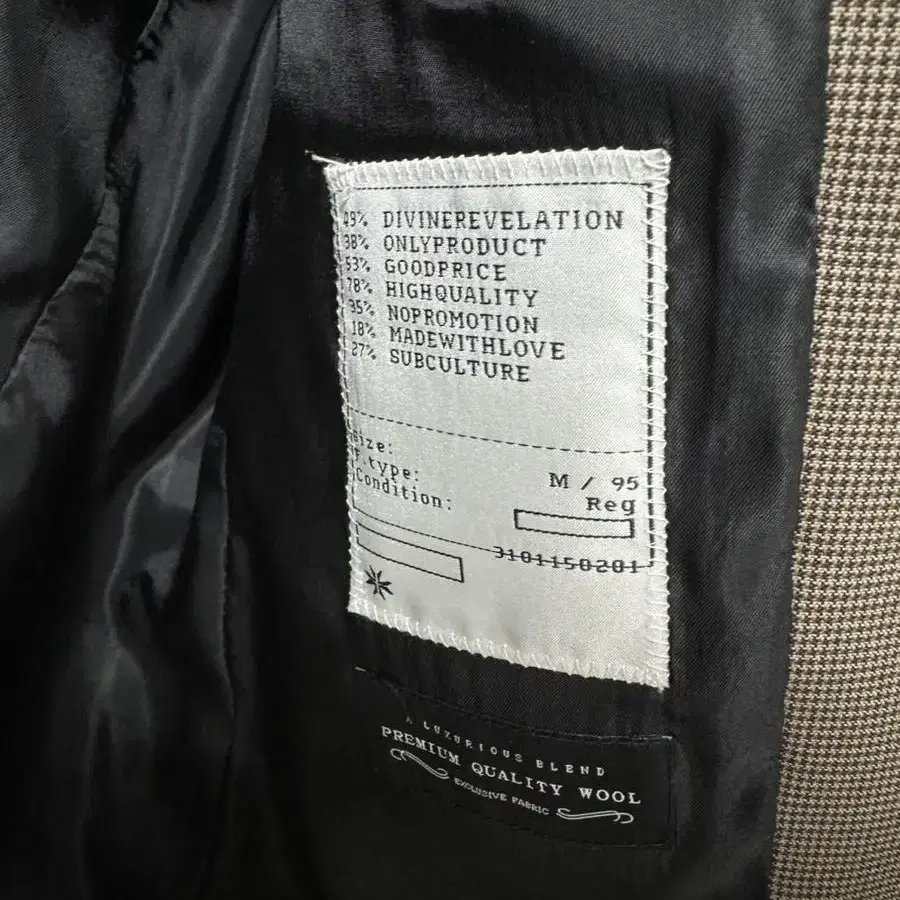 49% DIVINEREVELATION
38% ONLYPRODUCT
53% GOODPRICE
78% HIGHQUALITY
35% NOPROMOTION
18% MADEWITHLOVE
27% SUBCULTURE
Size: M / 95
f.type: Reg
Condition:
3101150201
A LUXURIOUS BLEND
PREMIUM QUALITY WOOL
EXCLUSIVE FABRIC